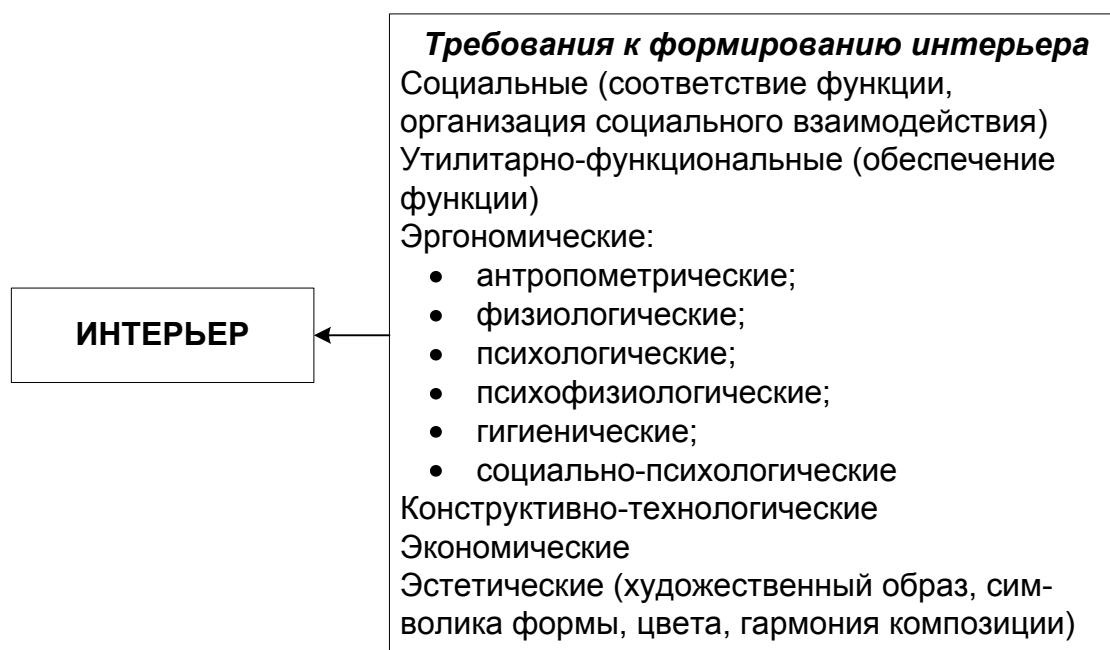 Требования к формированию интерьера
Социальные (соответствие функции,
организация социального взаимодействия)
Утилитарно-функциональные (обеспечение
функции)
Эргономические:
• антропометрические;
• физиологические;
• психологические;
• психофизиологические;
• гигиенические;
• социально-психологические
Конструктивно-технологические
Экономические
Эстетические (художественный образ, сим-
волика формы, цвета, гармония композиции)
ИНТЕРЬЕР